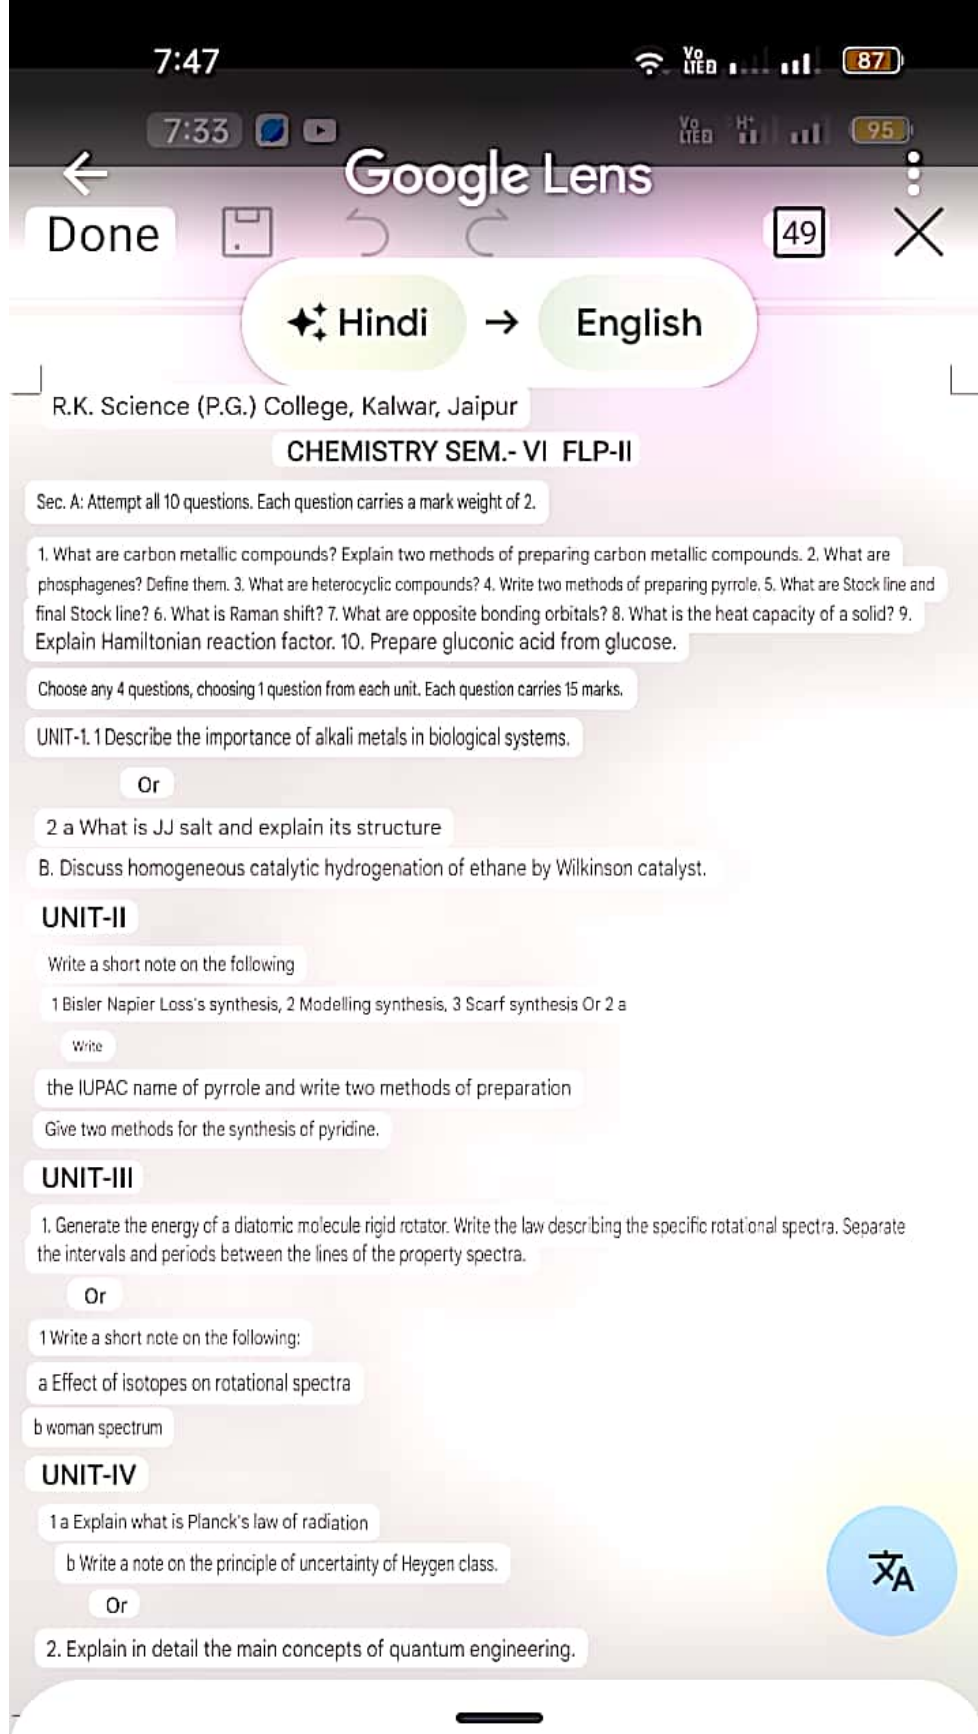 7:47
Vo LTE 87
7:33
Vo LTE H+ 95
Google Lens
Done
49
Hindi → English
R.K. Science (P.G.) College, Kalwar, Jaipur
CHEMISTRY SEM.- VI FLP-II
Sec. A: Attempt all 10 questions. Each question carries a mark weight of 2.
1. What are carbon metallic compounds? Explain two methods of preparing carbon metallic compounds. 2. What are
phosphagenes? Define them. 3. What are heterocyclic compounds? 4. Write two methods of preparing pyrrole. 5. What are Stock line and
final Stock line? 6. What is Raman shift? 7. What are opposite bonding orbitals? 8. What is the heat capacity of a solid? 9.
Explain Hamiltonian reaction factor. 10. Prepare gluconic acid from glucose.
Choose any 4 questions, choosing 1 question from each unit. Each question carries 15 marks.
UNIT-1. 1 Describe the importance of alkali metals in biological systems.
Or
2 a What is JJ salt and explain its structure
B. Discuss homogeneous catalytic hydrogenation of ethane by Wilkinson catalyst.
UNIT-II
Write a short note on the following
1 Bisler Napier Loss's synthesis, 2 Modelling synthesis, 3 Scarf synthesis Or 2 a
Write
the IUPAC name of pyrrole and write two methods of preparation
Give two methods for the synthesis of pyridine.
UNIT-III
1. Generate the energy of a diatomic molecule rigid rotator. Write the law describing the specific rotational spectra. Separate
the intervals and periods between the lines of the property spectra.
Or
1 Write a short note on the following:
a Effect of isotopes on rotational spectra
b woman spectrum
UNIT-IV
1 a Explain what is Planck's law of radiation
b Write a note on the principle of uncertainty of Heygen class.
Or
2. Explain in detail the main concepts of quantum engineering.